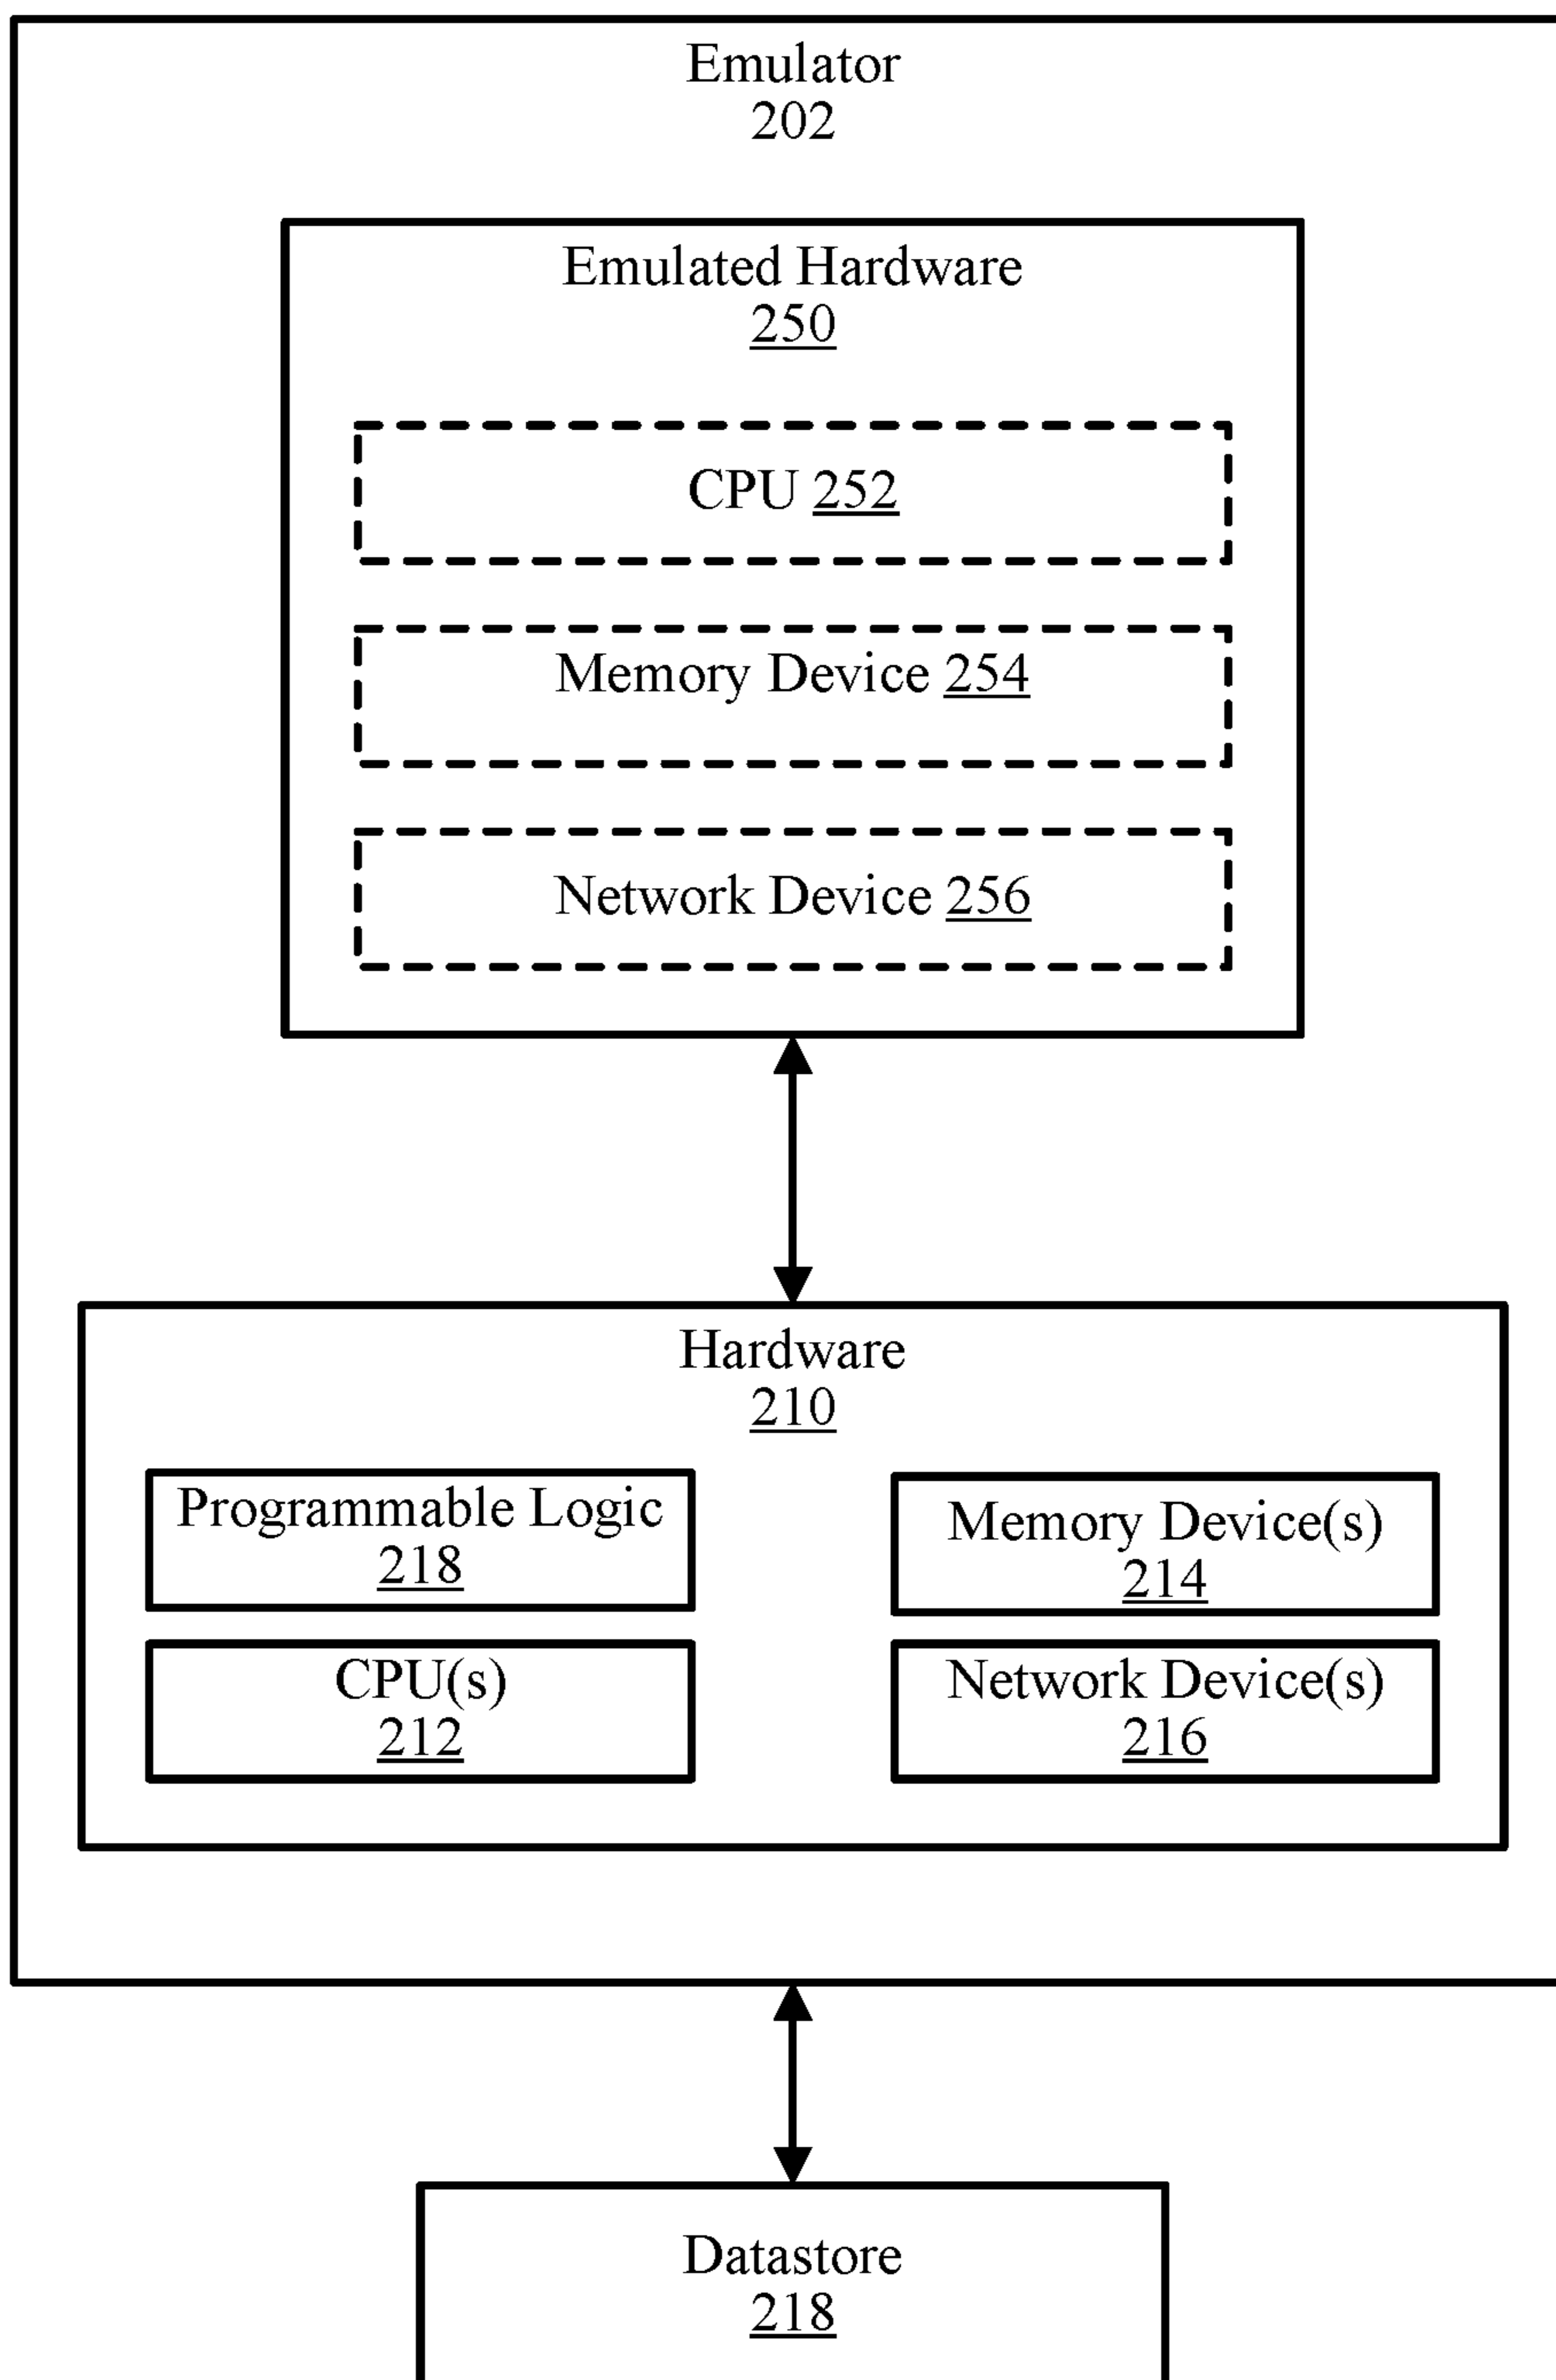 Emulator
202
Emulated Hardware
250
CPU 252
Memory Device 254
Network Device 256
Hardware
210
Programmable Logic
218
Memory Device(s)
214
CPU(s)
212
Network Device(s)
216
Datastore
218